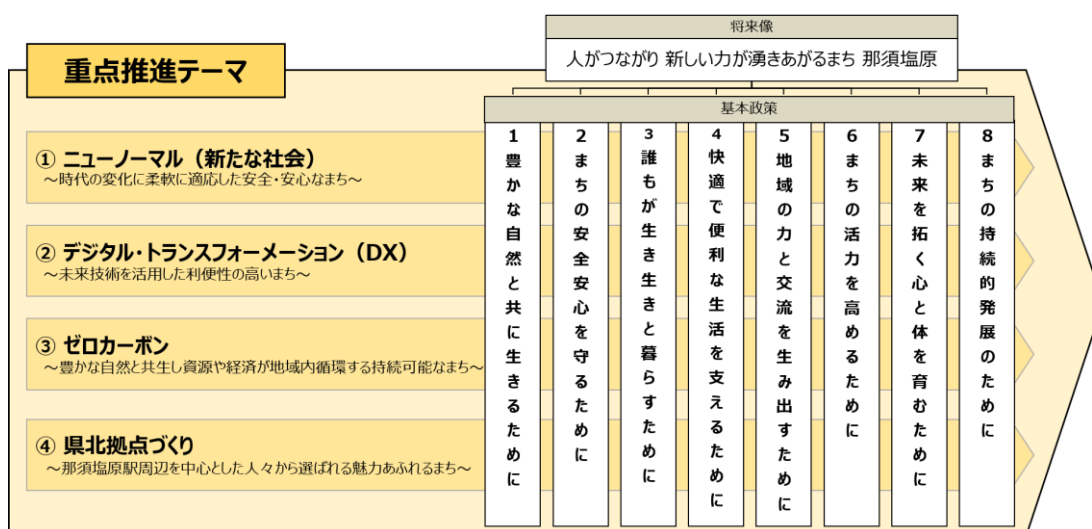 将来像
人がつながり 新しい力が湧きあがるまち 那須塩原
重点推進テーマ
基本政策
① ニューノーマル（新たな社会）
～時代の変化に柔軟に適応した安全・安心なまち～
② デジタル・トランスフォーメーション（DX）
～未来技術を活用した利便性の高いまち～
③ ゼロカーボン
～豊かな自然と共生し資源や経済が地域内循環する持続可能なまち～
④ 県北拠点づくり
～那須塩原駅周辺を中心とした人々から選ばれる魅力あふれるまち～
1豊かな自然と共に生きるために
2まちの安全安心を守るために
3誰もが生き生きと暮らすために
4快適で便利な生活を支えるために
5地域の力と交流を生み出すために
6まちの活力を高めるために
7未来を拓く心と体を育むために
8まちの持続的発展のために